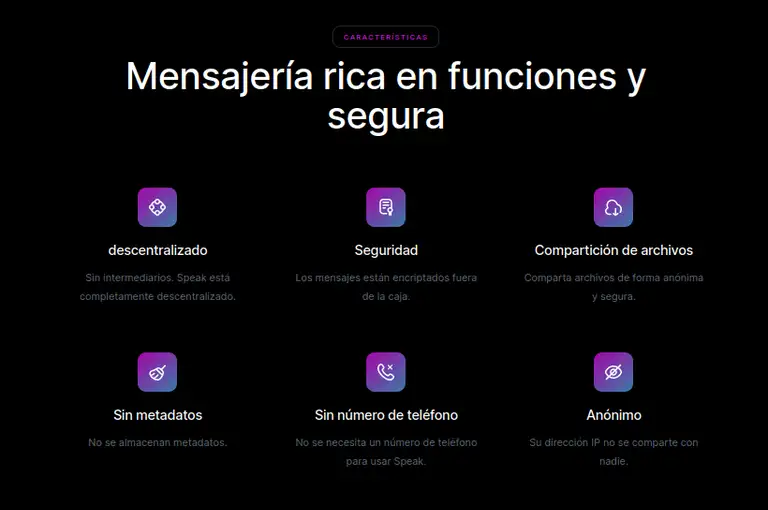 CARACTERÍSTICAS
Mensajería rica en funciones y
segura
descentralizado
Sin intermediarios. Speak está
completamente descentralizado.
Seguridad
Los mensajes están encriptados fuera
de la caja.
Compartición de archivos
Comparta archivos de forma anónima
y segura.
Sin metadatos
No se almacenan metadatos.
Sin número de teléfono
No se necesita un número de teléfono
para usar Speak.
Anónimo
Su dirección IP no se comparte con
nadie.